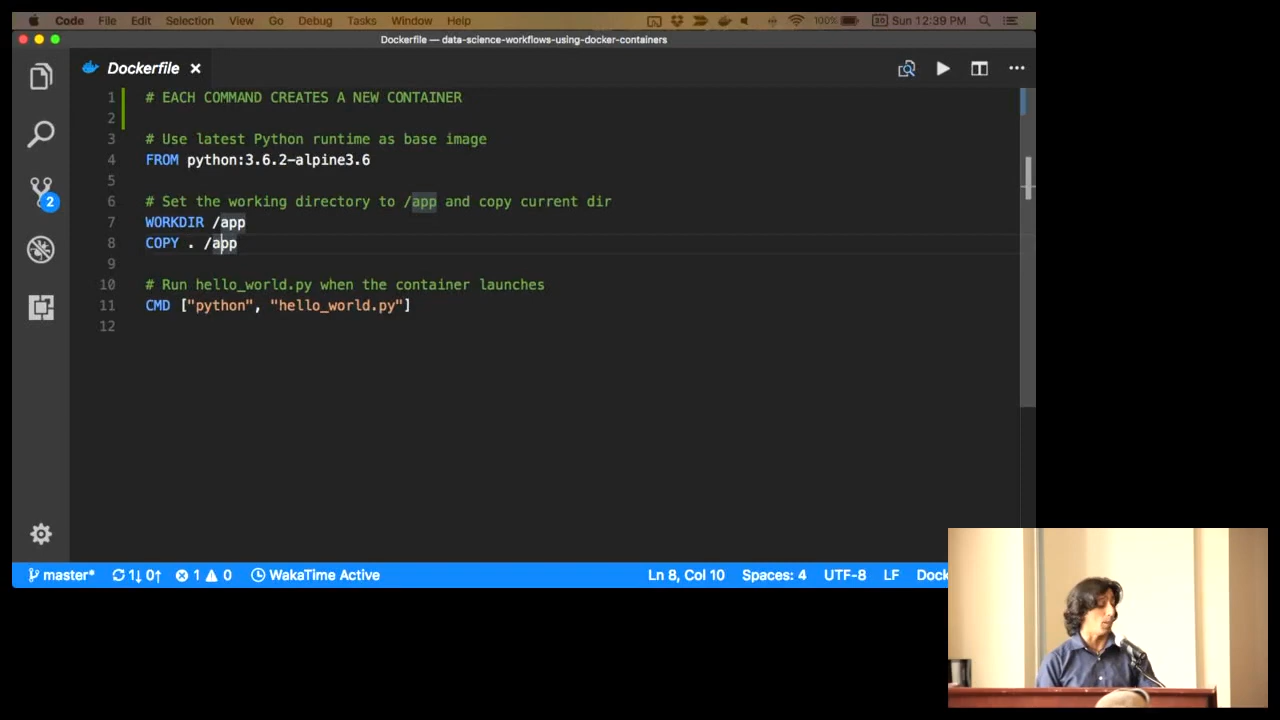 Code File Edit Selection View Go Debug Tasks Window Help 100% Sun 12:39 PM
Dockerfile — data-science-workflows-using-docker-containers
Dockerfile
1 # EACH COMMAND CREATES A NEW CONTAINER
2
3 # Use latest Python runtime as base image
4 FROM python:3.6.2-alpine3.6
5
6 # Set the working directory to /app and copy current dir
7 WORKDIR /app
8 COPY . /app
9
10 # Run hello_world.py when the container launches
11 CMD ["python", "hello_world.py"]
12
2
master* 1↓ 0↑ 1 0 WakaTime Active Ln 8, Col 10 Spaces: 4 UTF-8 LF Dock